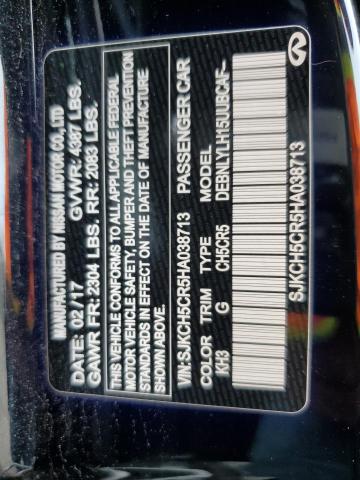 MANUFACTURED BY NISSAN MOTOR CO., LTD
DATE: 02/17 GVWR: 4387 LBS.
GAWR FR: 2304 LBS. RR: 2083 LBS.
THIS VEHICLE CONFORMS TO ALL APPLICABLE FEDERAL
MOTOR VEHICLE SAFETY, BUMPER AND THEFT PREVENTION
STANDARDS IN EFFECT ON THE DATE OF MANUFACTURE
SHOWN ABOVE.
VIN:SJKCH5CR5HA038713 PASSENGER CAR
COLOR TRIM TYPE MODEL
KH3 G CH5CR5 DEBNLYLH15UUBCAF--
SJKCH5CR5HA038713